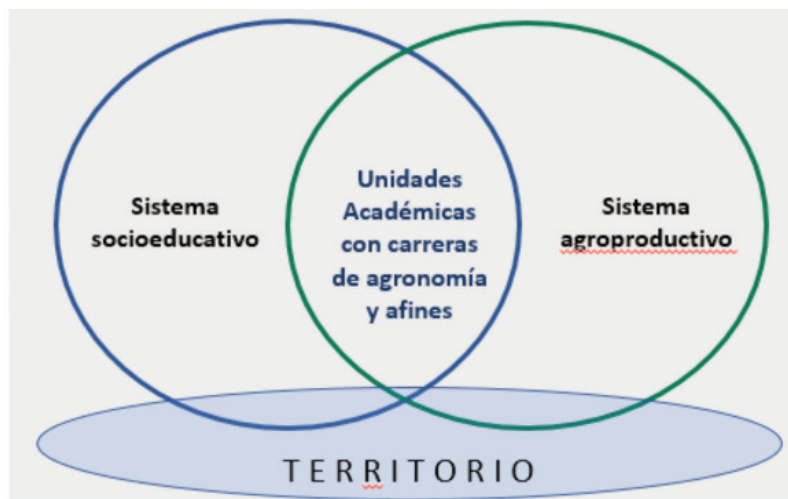 Sistema
socioeducativo
Unidades
Académicas
con carreras
de agronomía
y afines
Sistema
agroproductivo
TERRITORIO